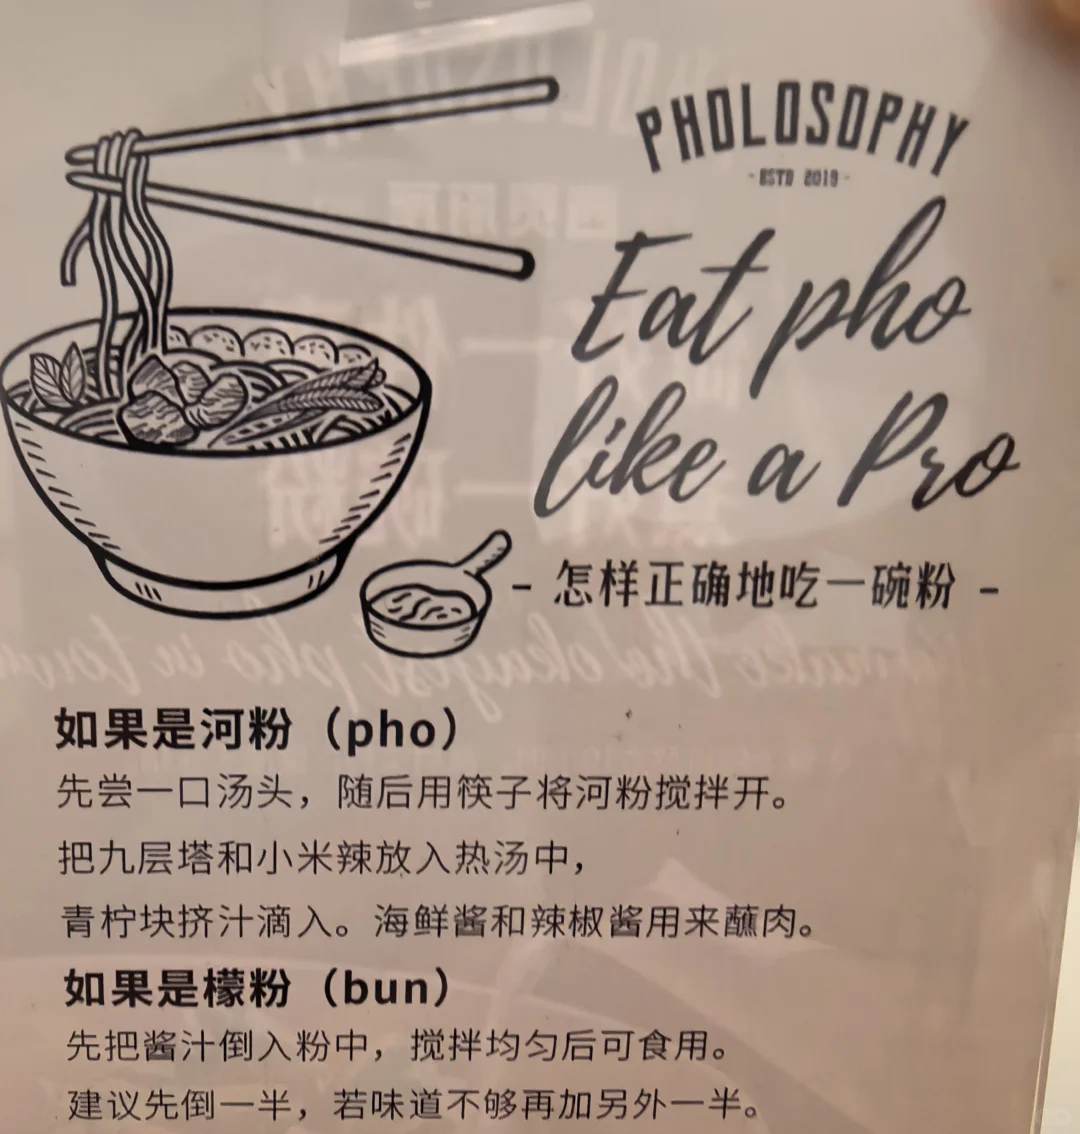 PHOLOSOPHY
- ESTD 2019 -
Eat pho
like a Pro
- 怎样正确地吃一碗粉 -
如果是河粉（pho）
先尝一口汤头，随后用筷子将河粉搅拌开。
把九层塔和小米辣放入热汤中，
青柠块挤汁滴入。海鲜酱和辣椒酱用来蘸肉。
如果是檬粉（bun）
先把酱汁倒入粉中，搅拌均匀后可食用。
建议先倒一半，若味道不够再加另外一半。